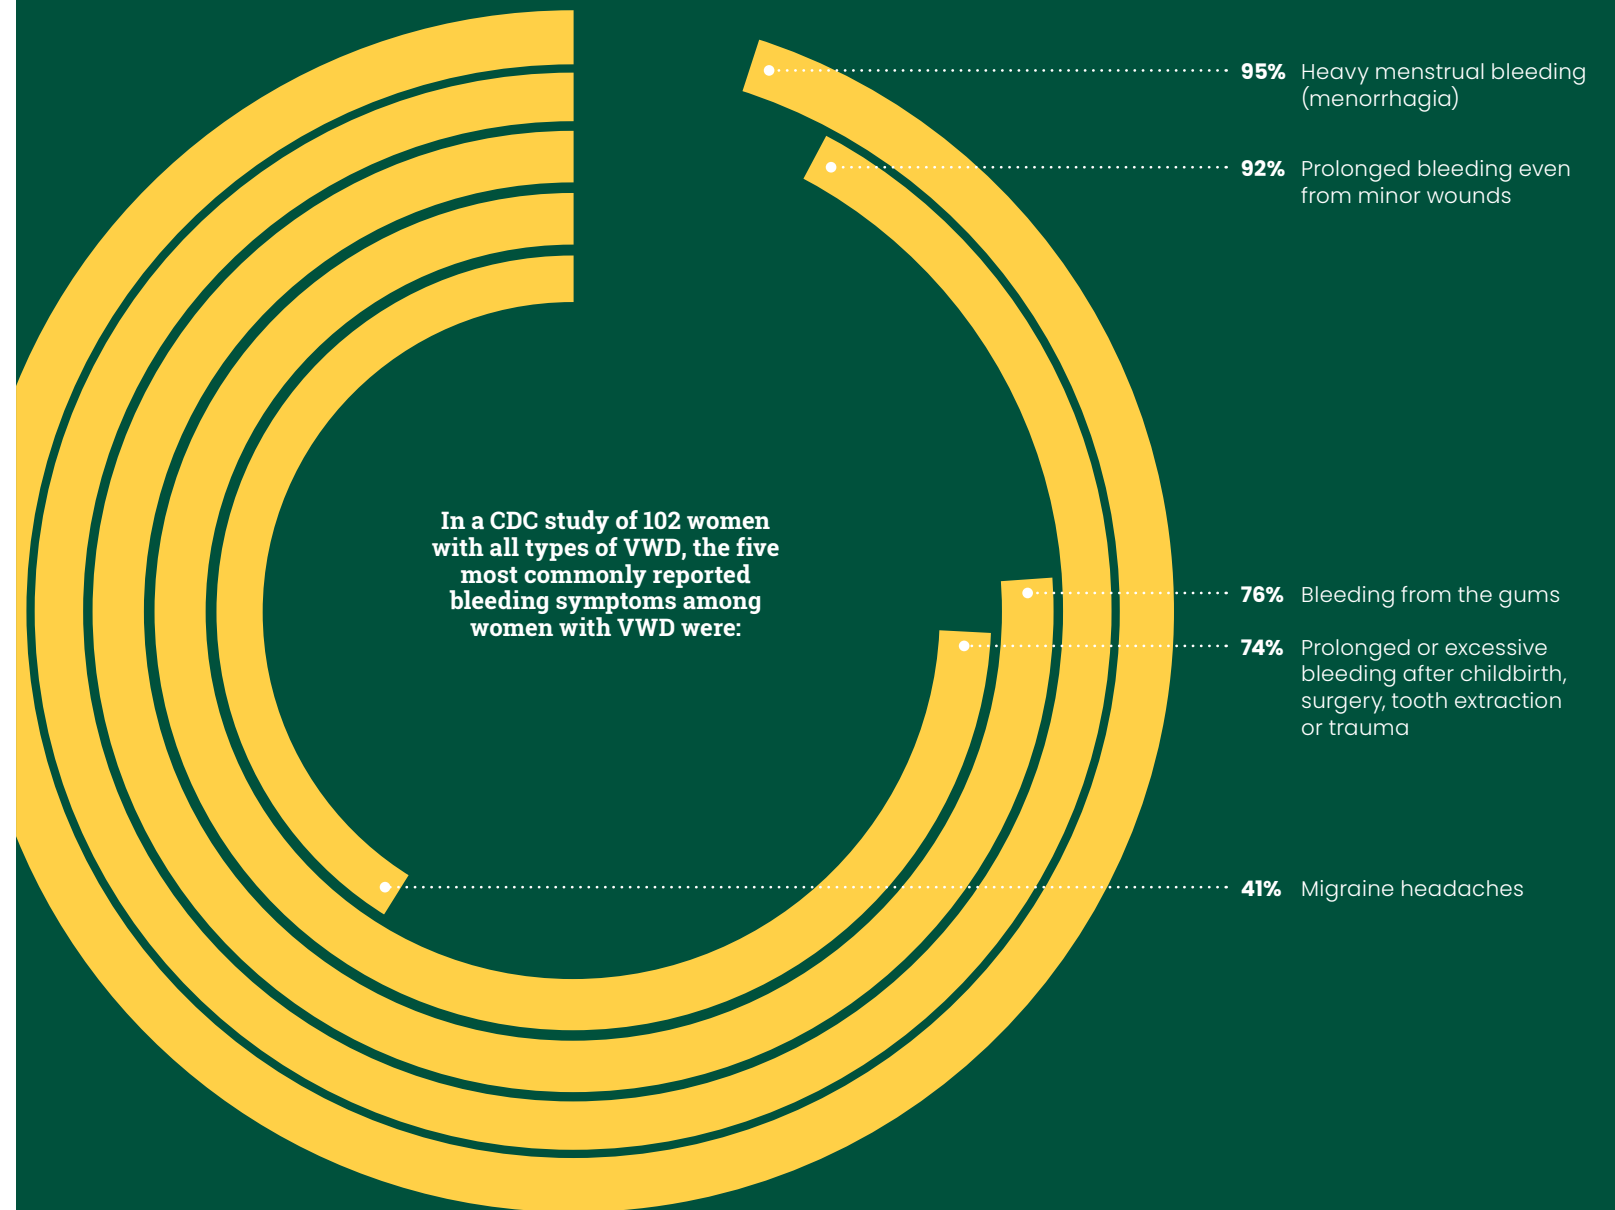 95% Heavy menstrual bleeding
(menorrhagia)
92% Prolonged bleeding even
from minor wounds
In a CDC study of 102 women
with all types of VWD, the five
most commonly reported
bleeding symptoms among
women with VWD were:
76% Bleeding from the gums
74% Prolonged or excessive
bleeding after childbirth,
surgery, tooth extraction
or trauma
41% Migraine headaches